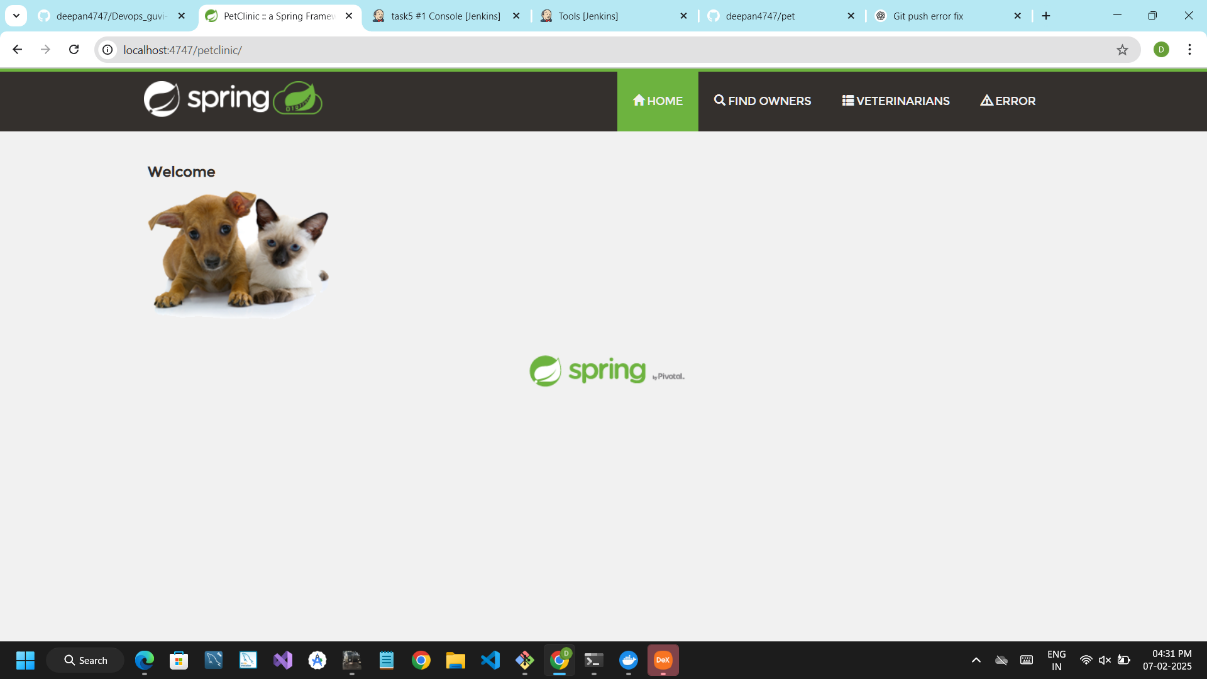 deepan4747/Devops_guvi-
PetClinic :: a Spring Framew
task5 #1 Console [Jenkins]
Tools [Jenkins]
deepan4747/pet
Git push error fix
localhost:4747/petclinic/
D
spring
HOME
FIND OWNERS
VETERINARIANS
ERROR
Welcome
spring by Pivotal.
Search
D
DeX
ENG
IN
04:31 PM
07-02-2025